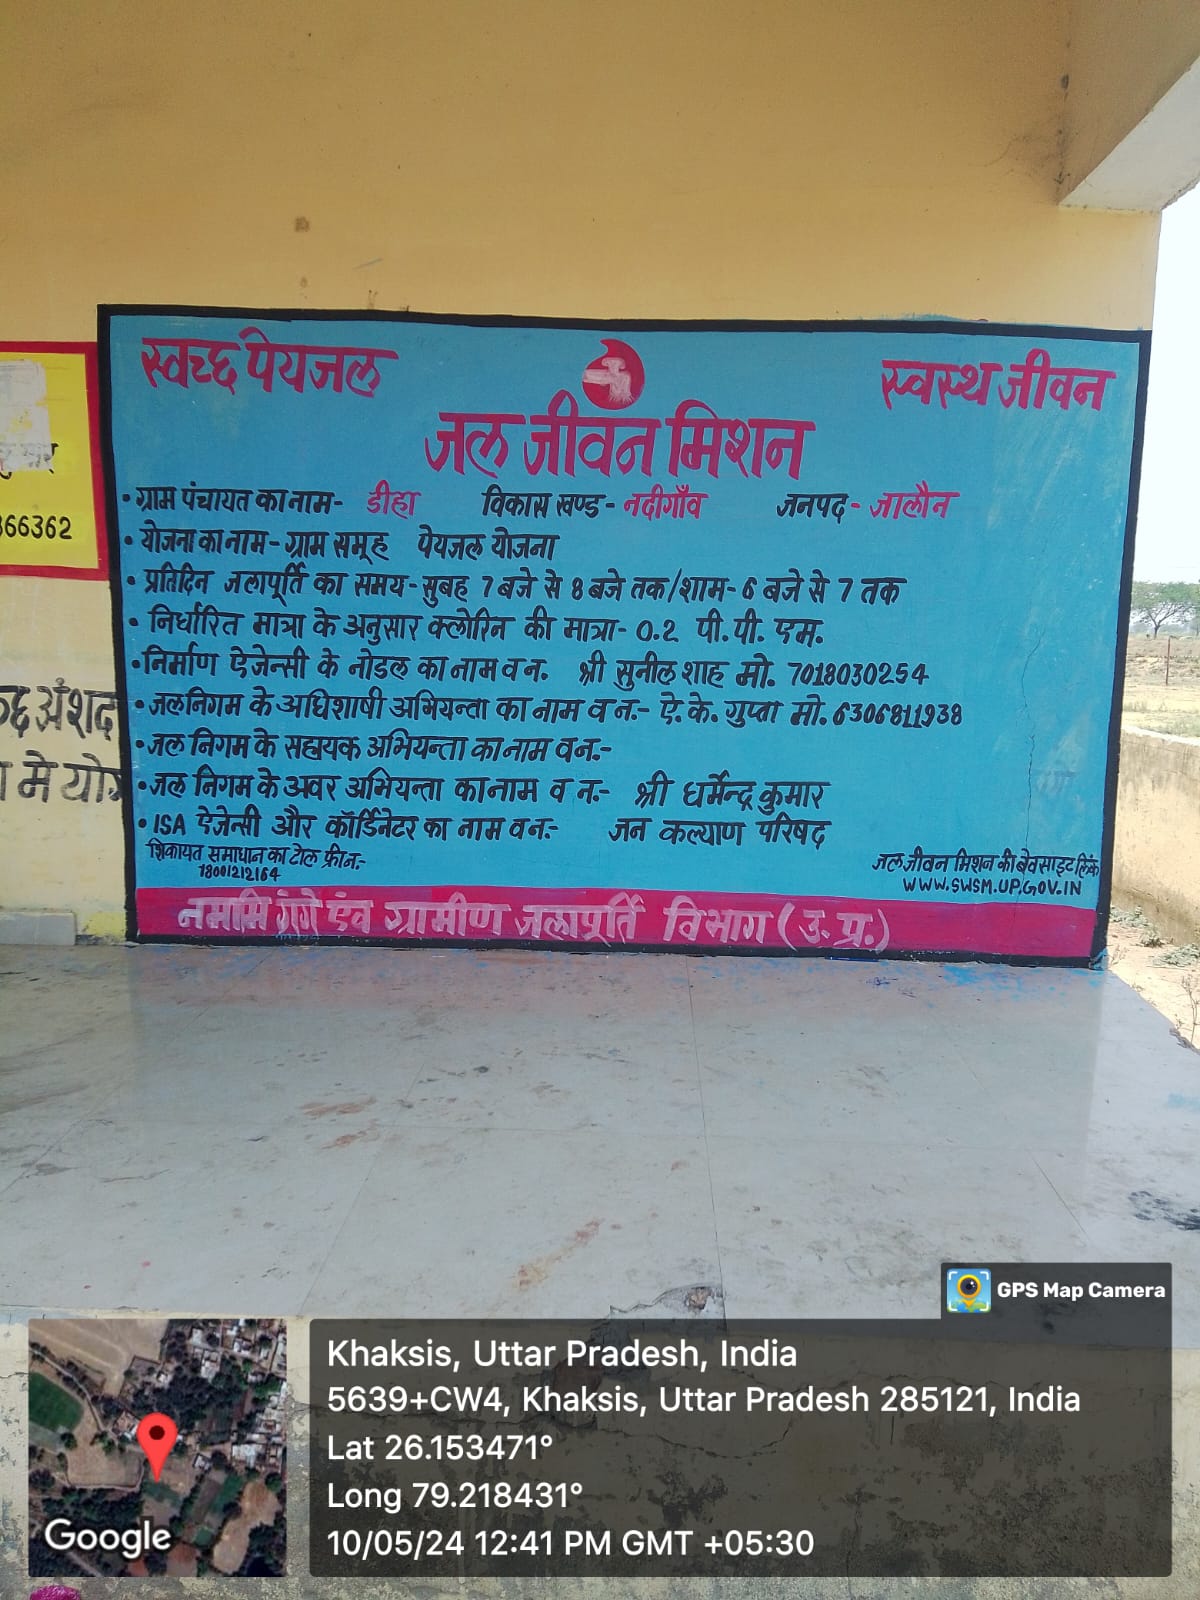 स्वच्छ पेयजल
स्वस्थ जीवन
जल जीवन मिशन
• ग्राम पंचायत का नाम- डीहा विकास खण्ड- नदीगाँव जनपद- जालौन
• योजना का नाम- ग्राम समूह पेयजल योजना
• प्रतिदिन जलापूर्ति का समय- सुबह 7 बजे से 8 बजे तक/शाम- 6 बजे से 7 तक
• निर्धारित मात्रा के अनुसार क्लोरिन की मात्रा- 0.2 पी. पी. एम.
• निर्माण ऐजेन्सी के नोडल का नाम व न. श्री सुनील शाह मो. 7018030254
• जलनिगम के अधिशाषी अभियन्ता का नाम व न.- ऐ. के. गुप्ता मो. 6306811938
• जल निगम के सहायक अभियन्ता का नाम व न.-
• जल निगम के अवर अभियन्ता का नाम व न.- श्री धर्मेन्द्र कुमार
• ISA ऐजेन्सी और कॉर्डिनेटर का नाम व न.- जन कल्याण परिषद
शिकायत समाधान का टोल फ्री न.-
18001212164
जल जीवन मिशन की बेवसाइट लिंक
WWW.SWSM.UP.GOV.IN
नमामि गंगे एंव ग्रामीण जलापूर्ति विभाग (उ. प्र.)
366362
अंशद
मे योग
GPS Map Camera
Khaksis, Uttar Pradesh, India
5639+CW4, Khaksis, Uttar Pradesh 285121, India
Lat 26.153471°
Long 79.218431°
10/05/24 12:41 PM GMT +05:30
Google